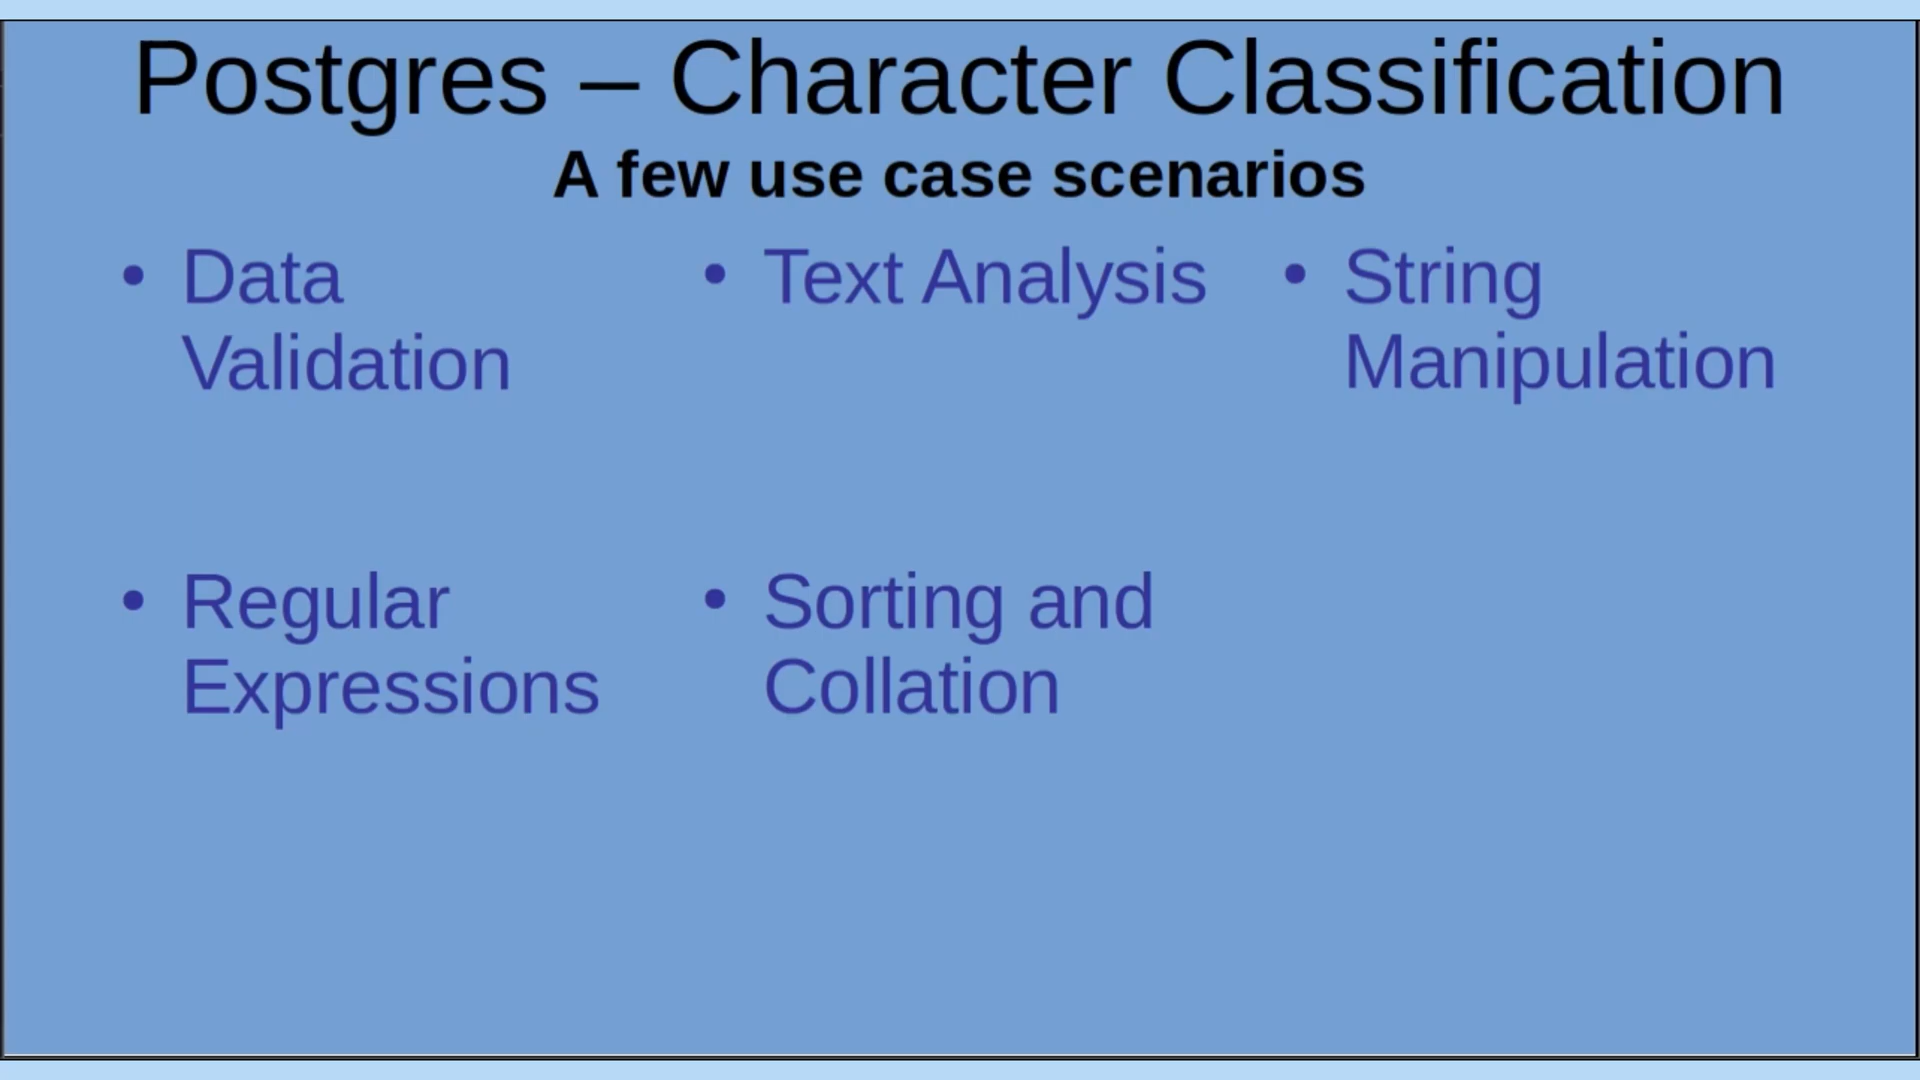 Postgres – Character Classification
A few use case scenarios
• Data
Validation
• Text Analysis
• String
Manipulation
• Regular
Expressions
• Sorting and
Collation